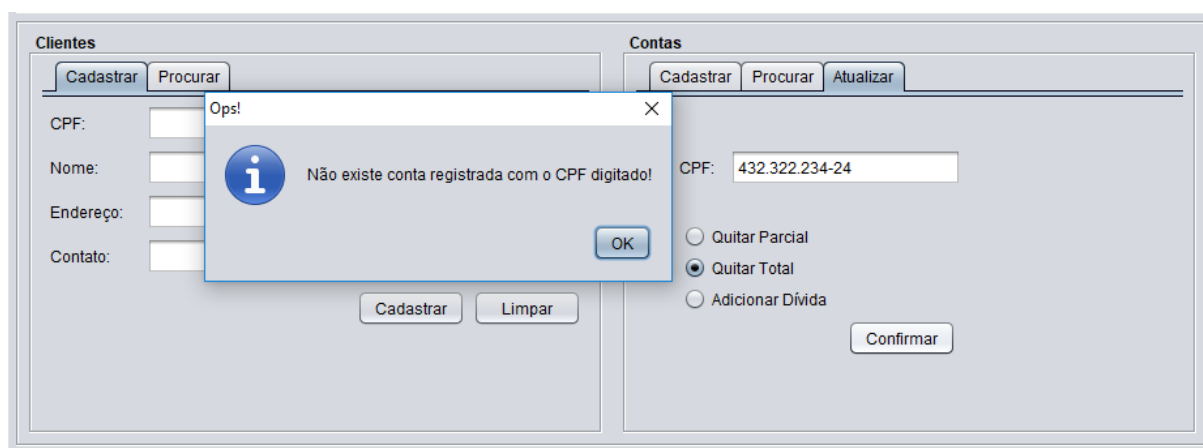 Clientes
Cadastrar Procurar
CPF:
Nome:
Endereço:
Contato:
Cadastrar Limpar
Ops!
Não existe conta registrada com o CPF digitado!
OK
Contas
Cadastrar Procurar Atualizar
CPF: 432.322.234-24
Quitar Parcial
Quitar Total
Adicionar Dívida
Confirmar